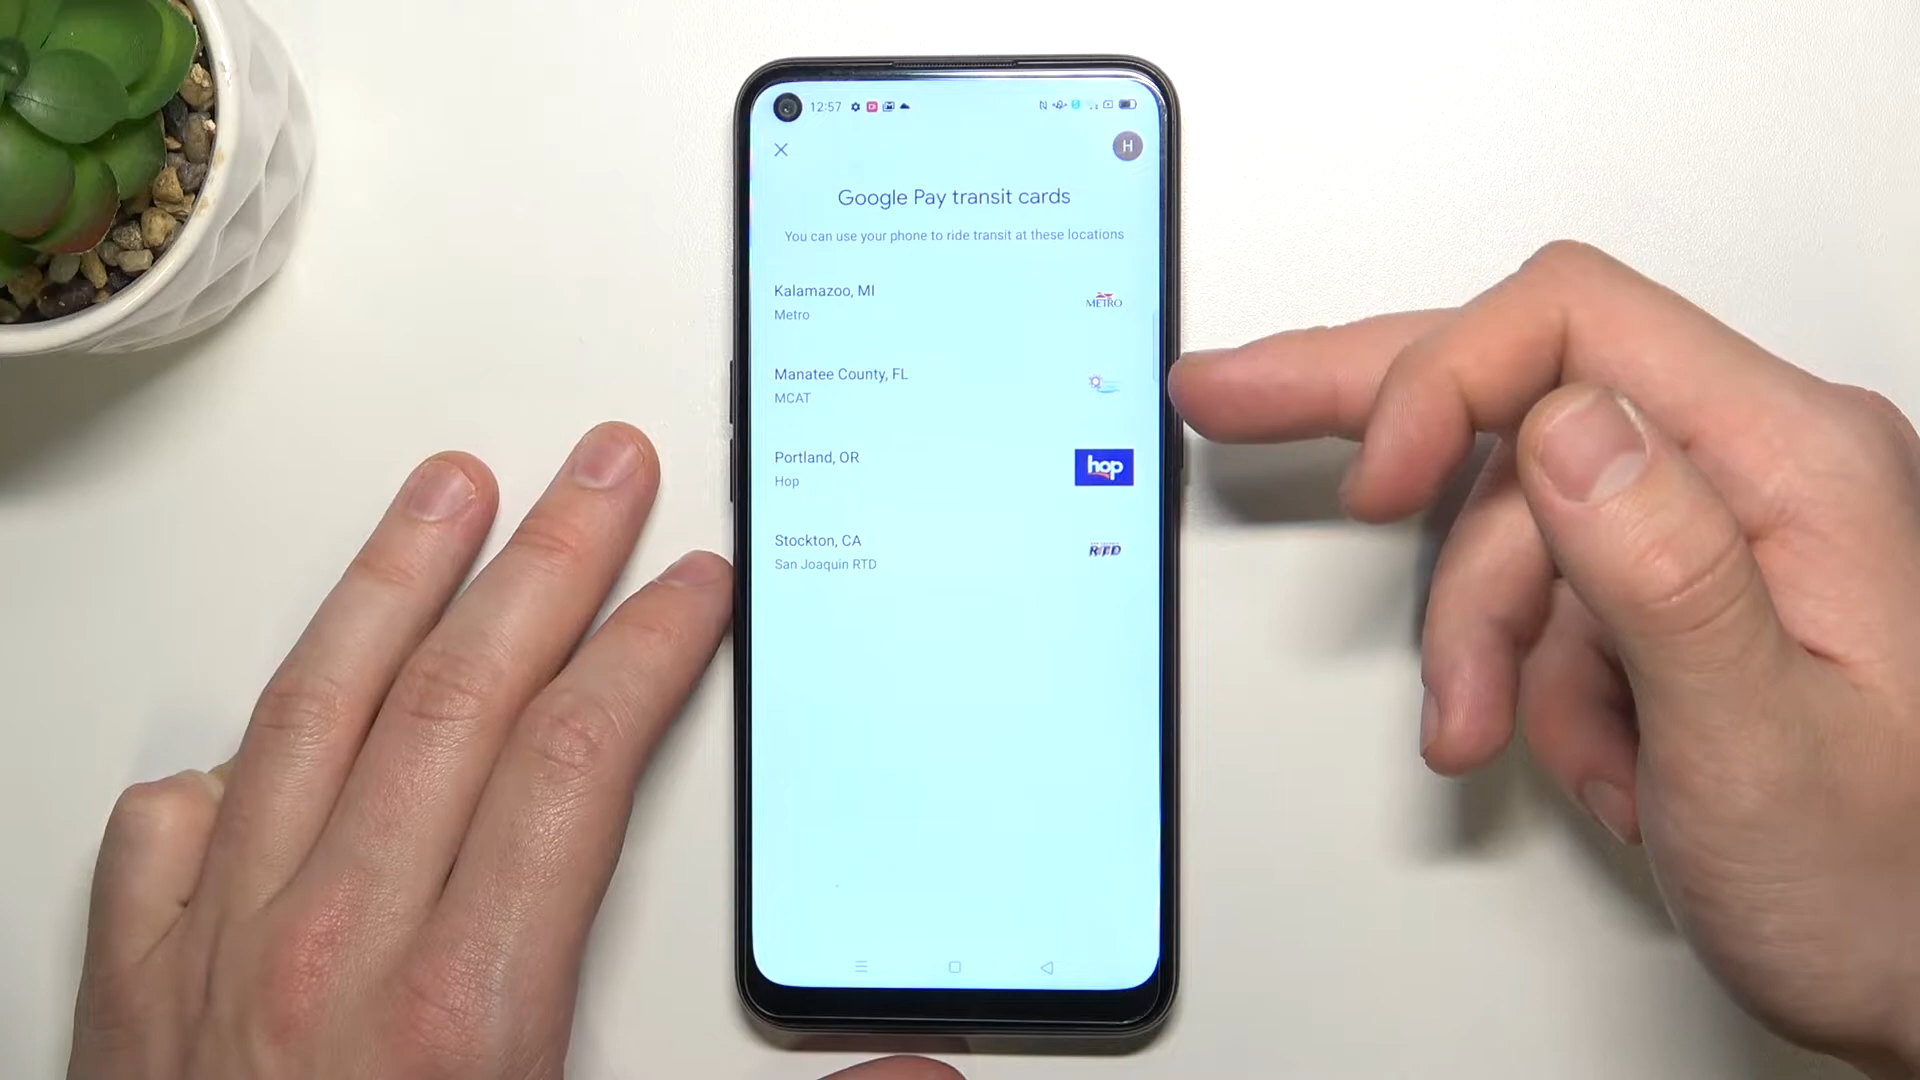 12:57
H
Google Pay transit cards
You can use your phone to ride transit at these locations
Kalamazoo, MI
Metro
METRO
Manatee County, FL
MCAT
Portland, OR
Hop
hop
Stockton, CA
San Joaquin RTD
RTD